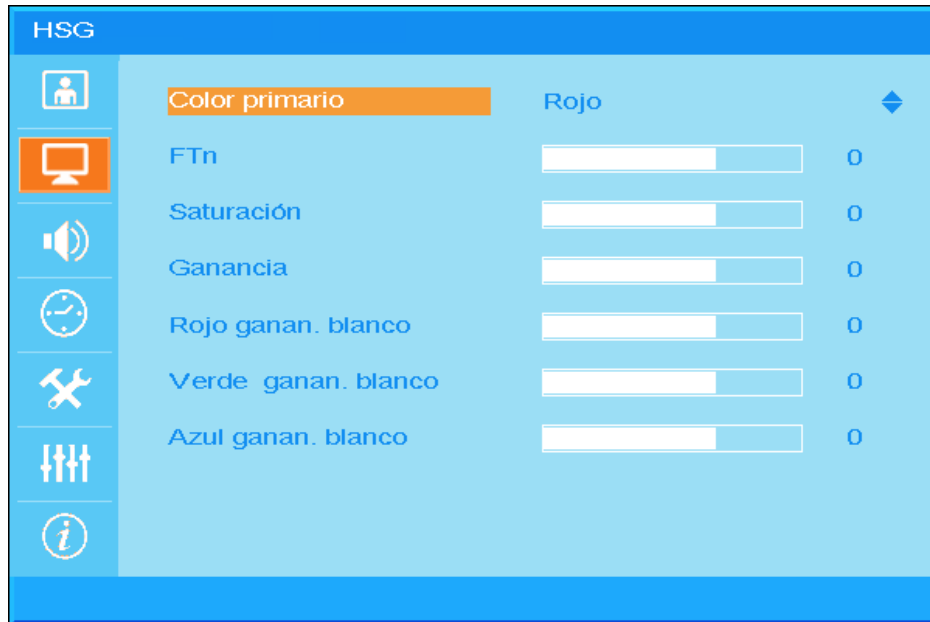 HSG
Color primario Rojo
FTn 0
Saturación 0
Ganancia 0
Rojo ganan. blanco 0
Verde ganan. blanco 0
Azul ganan. blanco 0